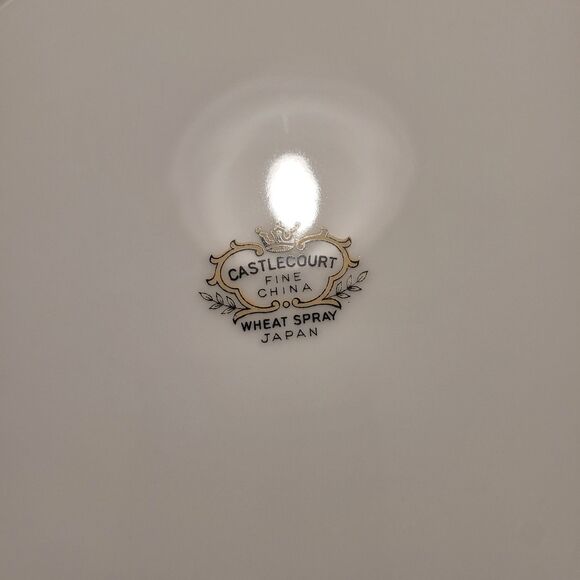 CASTLECOURT
FINE
CHINA
WHEAT SPRAY
JAPAN